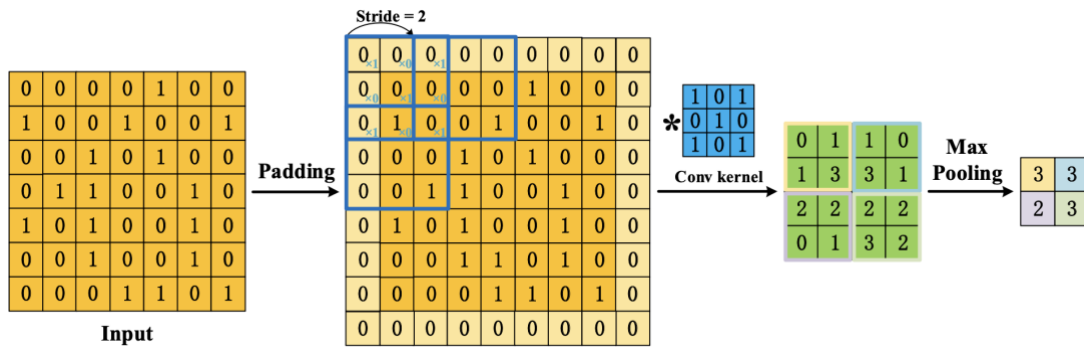 Stride = 2
0 0 0 0 1 0 0
1 0 0 1 0 0 1
0 0 1 0 1 0 0
0 1 1 0 0 1 0
1 0 1 0 0 1 0
0 0 1 0 0 1 0
0 0 0 1 1 0 1
Input
Padding
0×1 0×0 0×1 0 0 0 0 0 0
0×0 0×1 0×0 0 0 1 0 0 0
0×1 1×0 0×1 0 1 0 0 1 0
0 0 0 1 0 1 0 0 0
0 0 1 1 0 0 1 0 0
0 1 0 1 0 0 1 0 0
0 0 0 1 1 0 1 0 0
0 0 0 0 1 1 0 1 0
0 0 0 0 0 0 0 0 0
*
1 0 1
0 1 0
1 0 1
Conv kernel
0 1 1 0
1 3 3 1
2 2 2 2
0 1 3 2
Max
Pooling
3 3
2 3